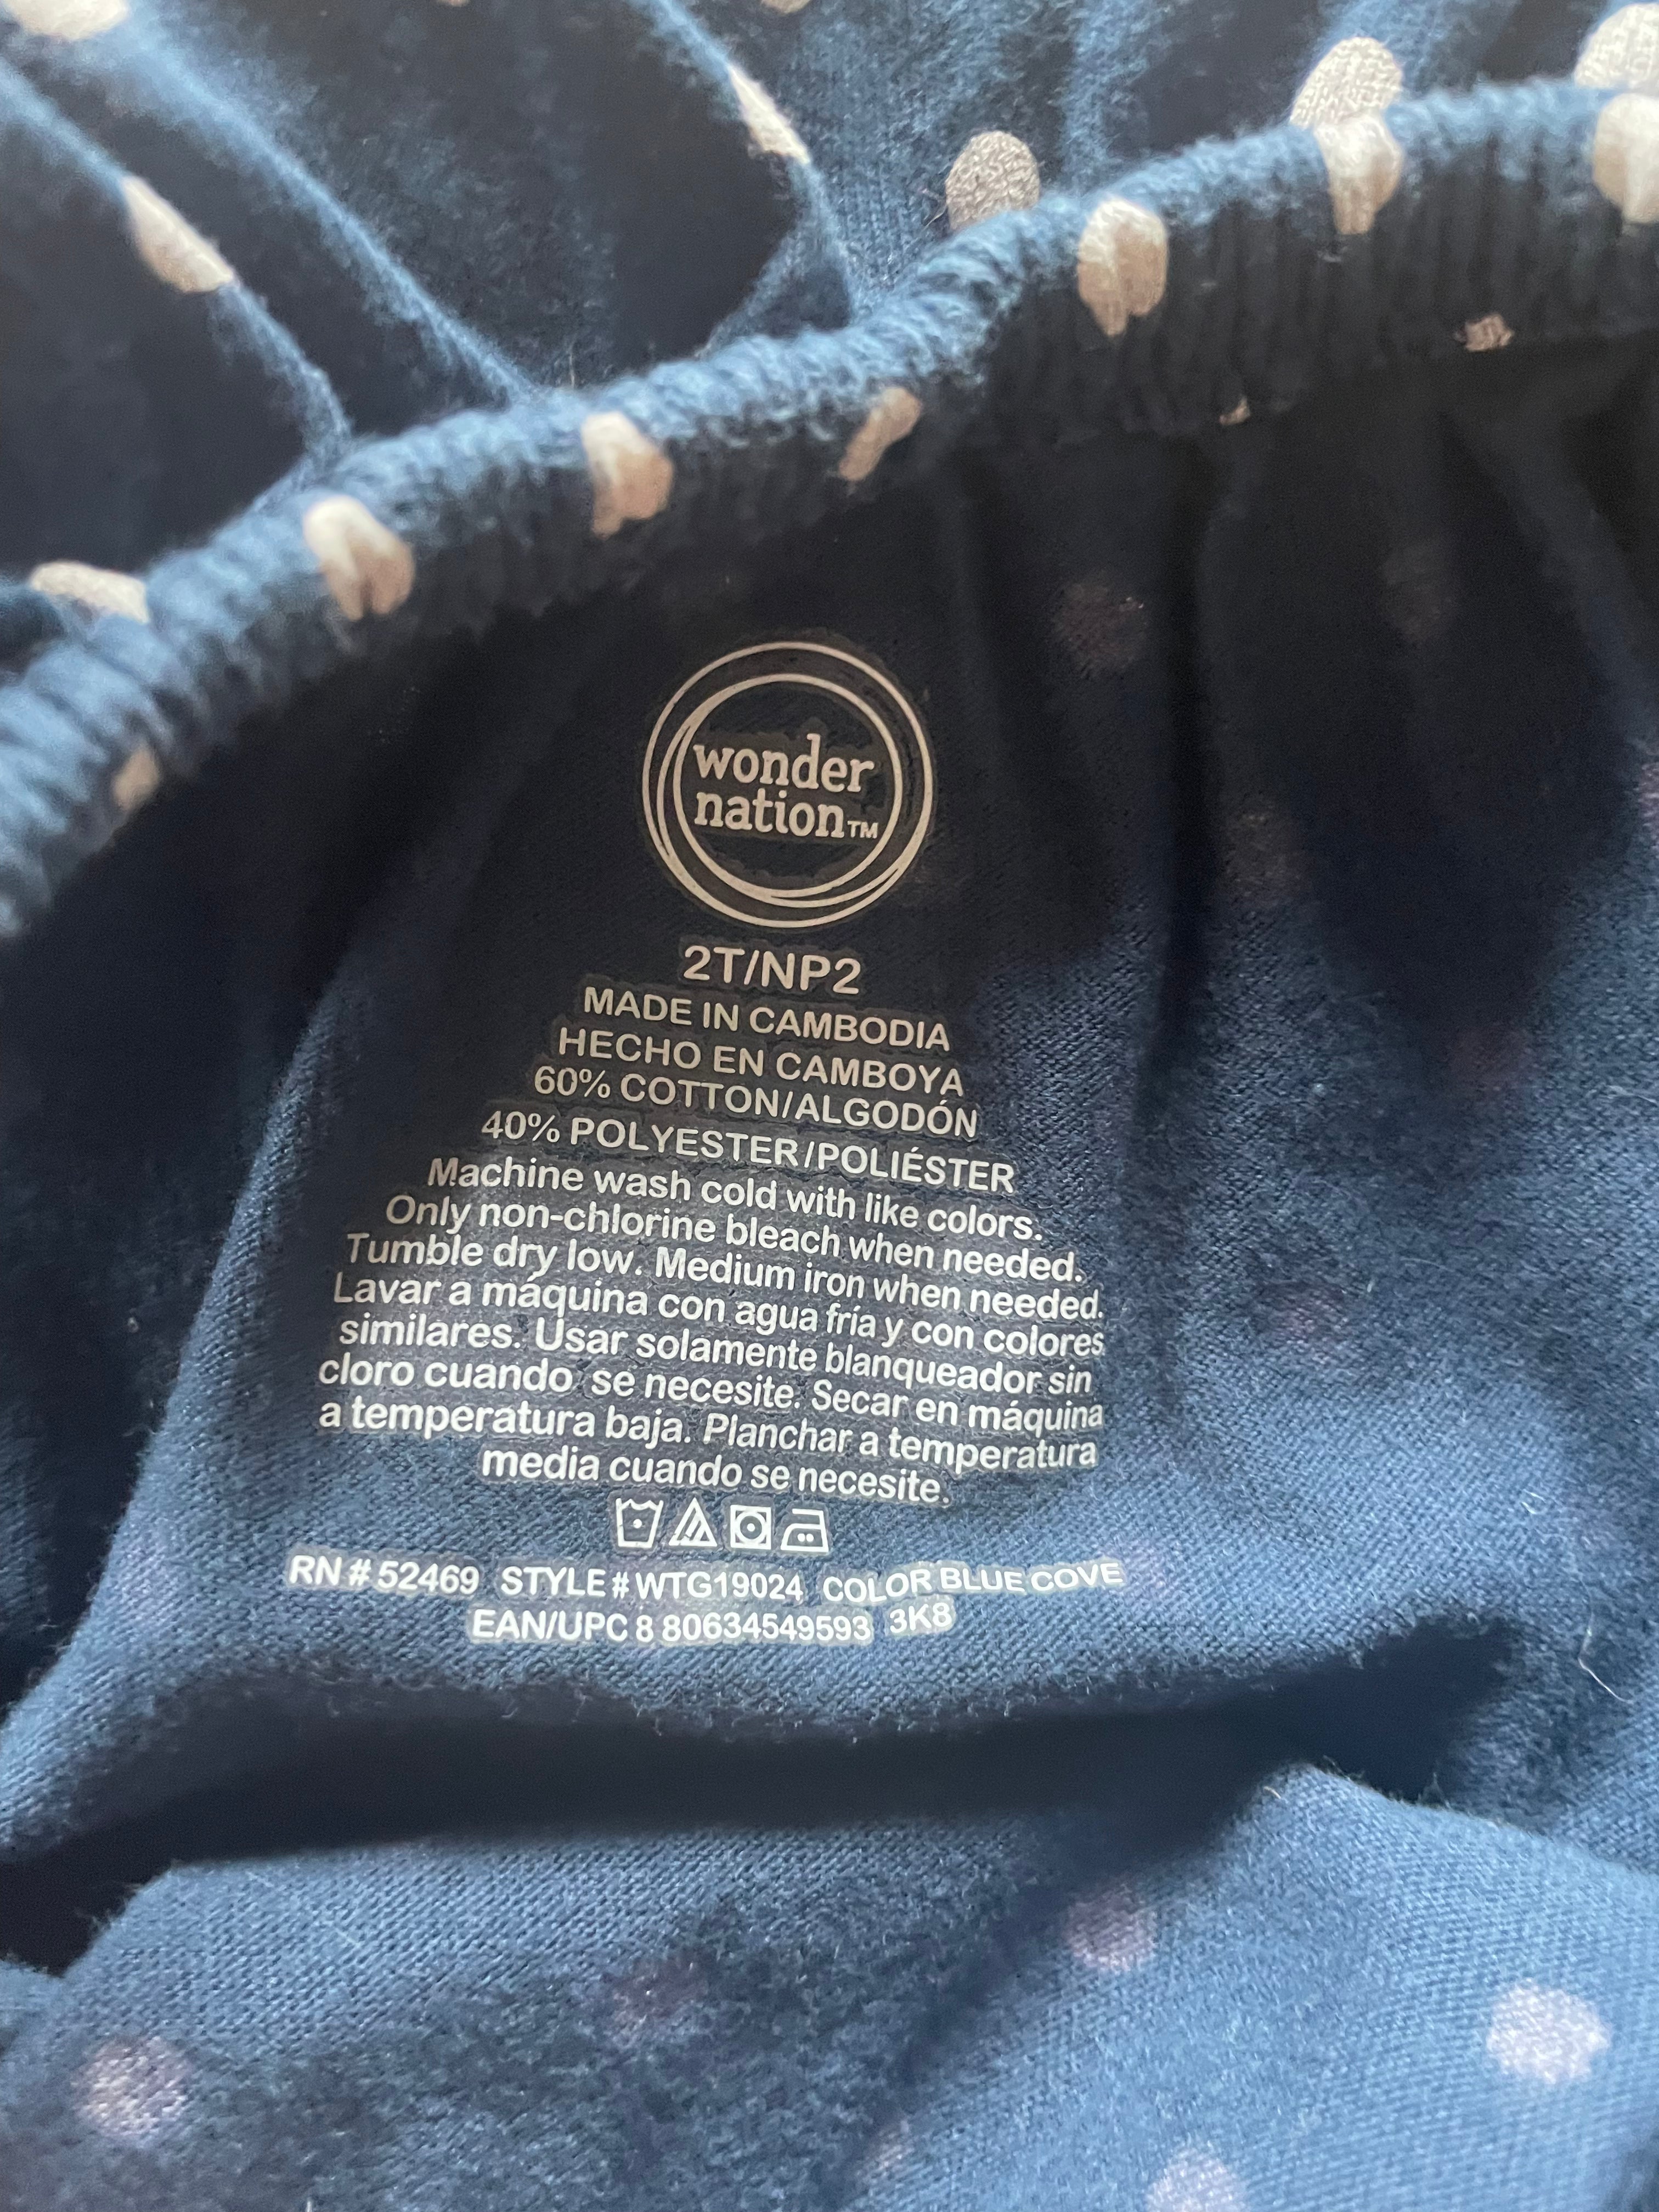 wonder
nation™
2T/NP2
MADE IN CAMBODIA
HECHO EN CAMBOYA
60% COTTON/ALGODÓN
40% POLYESTER/POLIÉSTER
Machine wash cold with like colors.
Only non-chlorine bleach when needed.
Tumble dry low. Medium iron when needed.
Lavar a máquina con agua fría y con colores
similares. Usar solamente blanqueador sin
cloro cuando se necesite. Secar en máquina
a temperatura baja. Planchar a temperatura
media cuando se necesite.
RN # 52469 STYLE # WTG19024 COLOR BLUE COVE
EAN/UPC 8 80634549593 3K8